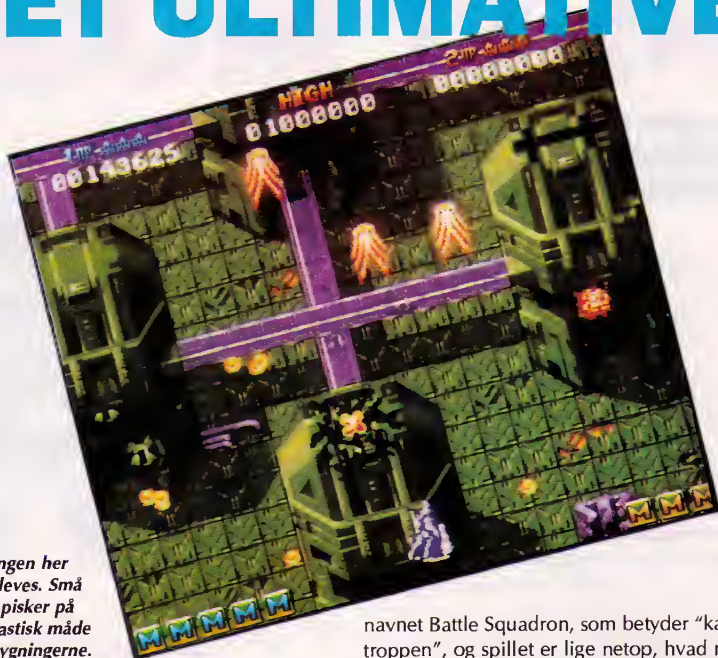 ET ULTIMATIVE
HIGH
00143625
01000000
00000000
M M M M M
M M M
ngen her
leves. Små
pisker på
astisk måde
ygningerne.
navnet Battle Squadron, som betyder "ka
troppen", og spillet er lige netop, hvad n